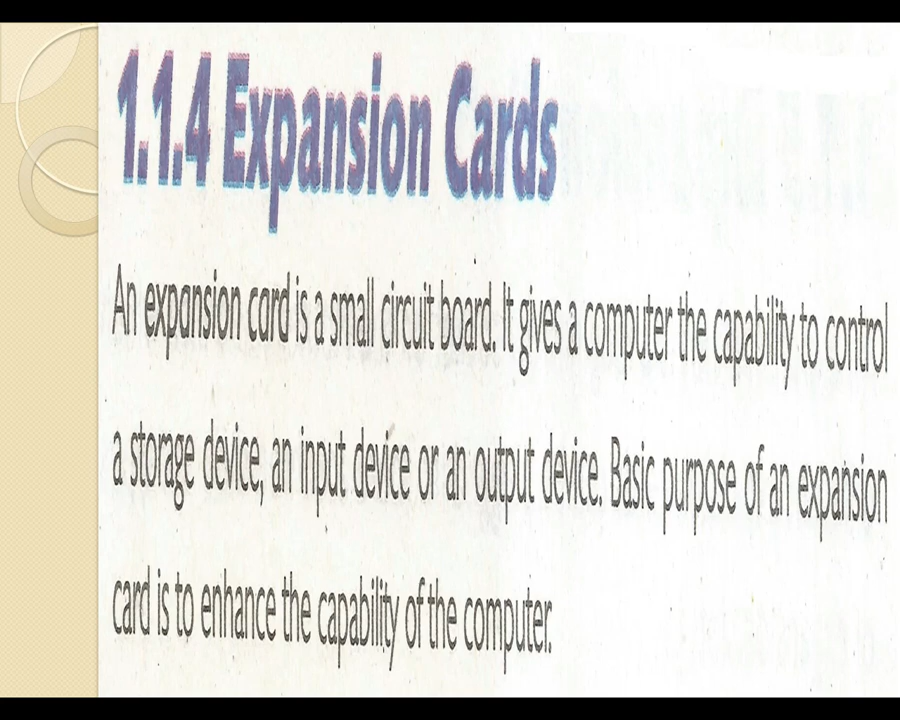 1.1.4 Expansion Cards
An expansion card is a small circuit board. It gives a computer the capability to control
a storage device, an input device or an output device. Basic purpose of an expansion
card is to enhance the capability of the computer.